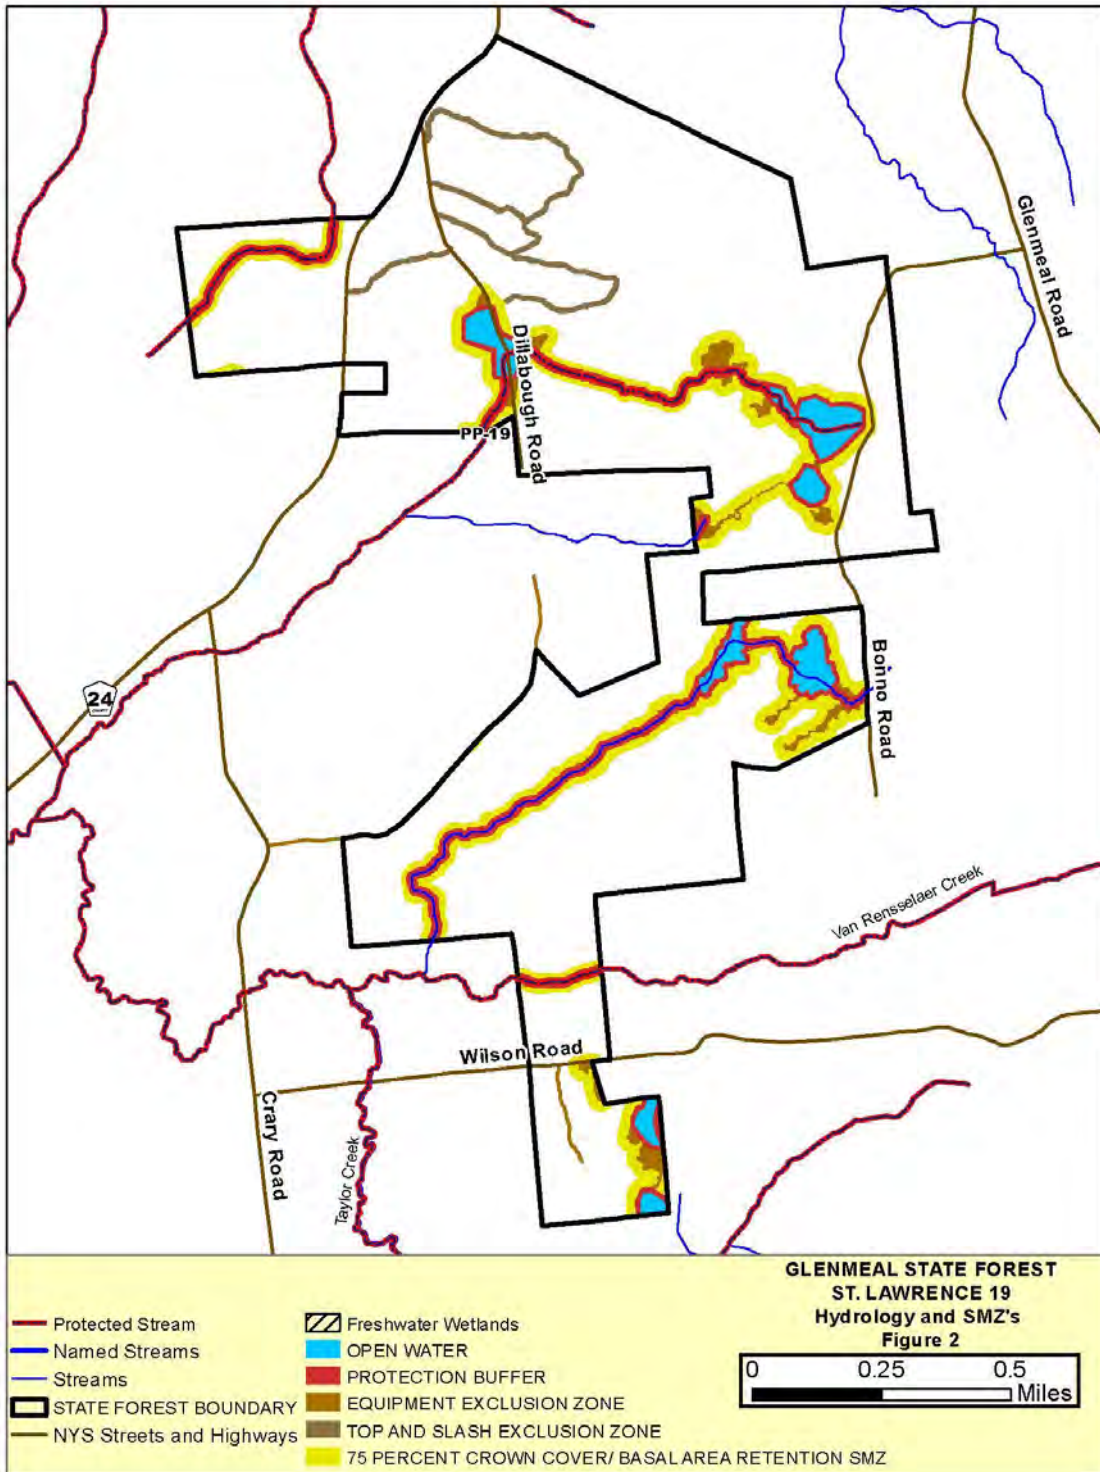 Glenmeal Road
Dillabough Road
PP-19
24
Bonno Road
Van Rensselaer Creek
Wilson Road
Crary Road
Taylor Creek
GLENMEAL STATE FOREST
ST. LAWRENCE 19
Hydrology and SMZ's
Figure 2
0 0.25 0.5
Miles
Protected Stream
Named Streams
Streams
STATE FOREST BOUNDARY
NYS Streets and Highways
Freshwater Wetlands
OPEN WATER
PROTECTION BUFFER
EQUIPMENT EXCLUSION ZONE
TOP AND SLASH EXCLUSION ZONE
75 PERCENT CROWN COVER/ BASAL AREA RETENTION SMZ